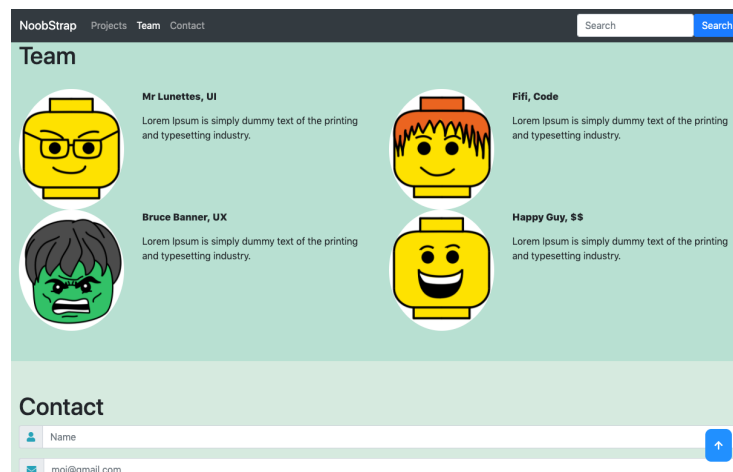 NoobStrap Projects Team Contact Search Search
Team
Mr Lunettes, UI
Lorem Ipsum is simply dummy text of the printing
and typesetting industry.
Fifi, Code
Lorem Ipsum is simply dummy text of the printing
and typesetting industry.
Bruce Banner, UX
Lorem Ipsum is simply dummy text of the printing
and typesetting industry.
Happy Guy, $$
Lorem Ipsum is simply dummy text of the printing
and typesetting industry.
Contact
Name
moi@gmail.com